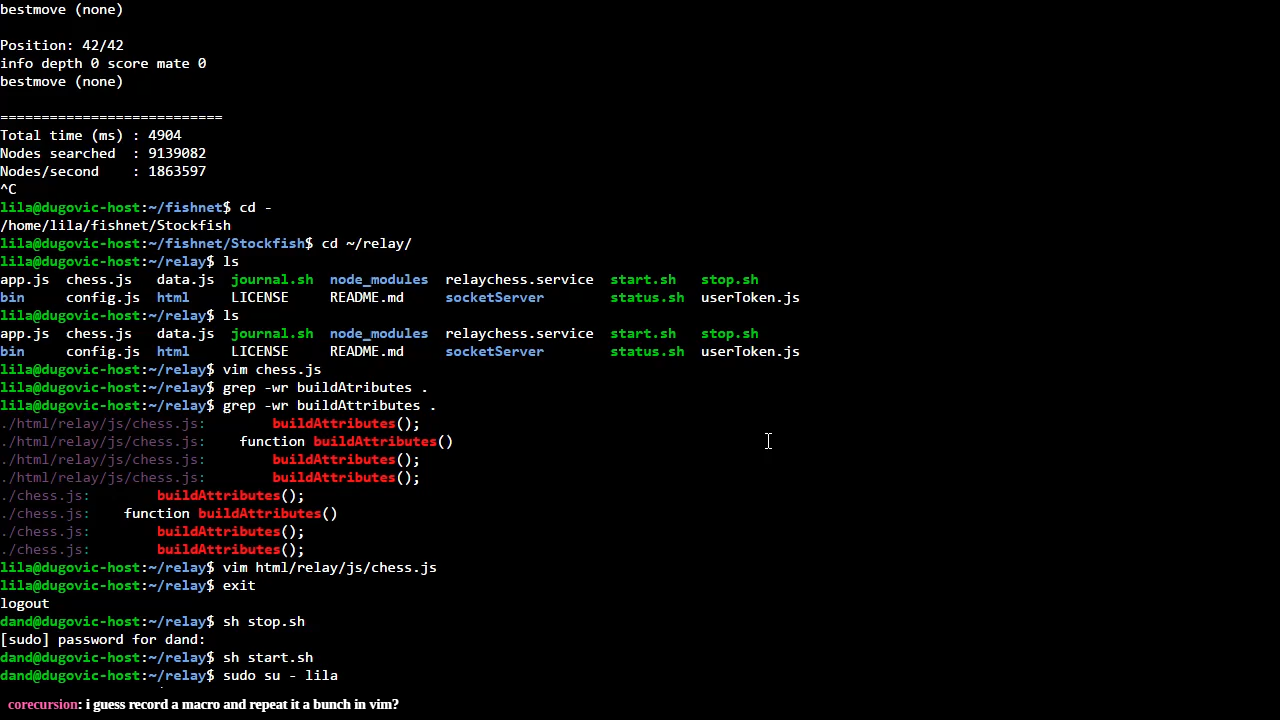 bestmove (none)
Position: 42/42
info depth 0 score mate 0
bestmove (none)
===========================
Total time (ms) : 4904
Nodes searched  : 9139082
Nodes/second    : 1863597
^C
lila@dugovic-host:~/fishnet$ cd -
/home/lila/fishnet/Stockfish
lila@dugovic-host:~/fishnet/Stockfish$ cd ~/relay/
lila@dugovic-host:~/relay$ ls
app.js  chess.js   data.js  journal.sh  node_modules  relaychess.service  start.sh   stop.sh
bin     config.js  html     LICENSE     README.md     socketServer        status.sh  userToken.js
lila@dugovic-host:~/relay$ ls
app.js  chess.js   data.js  journal.sh  node_modules  relaychess.service  start.sh   stop.sh
bin     config.js  html     LICENSE     README.md     socketServer        status.sh  userToken.js
lila@dugovic-host:~/relay$ vim chess.js
lila@dugovic-host:~/relay$ grep -wr buildAtributes .
lila@dugovic-host:~/relay$ grep -wr buildAttributes .
./html/relay/js/chess.js:        buildAttributes();
./html/relay/js/chess.js:    function buildAttributes()
./html/relay/js/chess.js:        buildAttributes();
./html/relay/js/chess.js:        buildAttributes();
./chess.js:        buildAttributes();
./chess.js:    function buildAttributes()
./chess.js:        buildAttributes();
./chess.js:        buildAttributes();
lila@dugovic-host:~/relay$ vim html/relay/js/chess.js
lila@dugovic-host:~/relay$ exit
logout
dand@dugovic-host:~/relay$ sh stop.sh
[sudo] password for dand:
dand@dugovic-host:~/relay$ sh start.sh
dand@dugovic-host:~/relay$ sudo su - lila
corecursion: i guess record a macro and repeat it a bunch in vim?